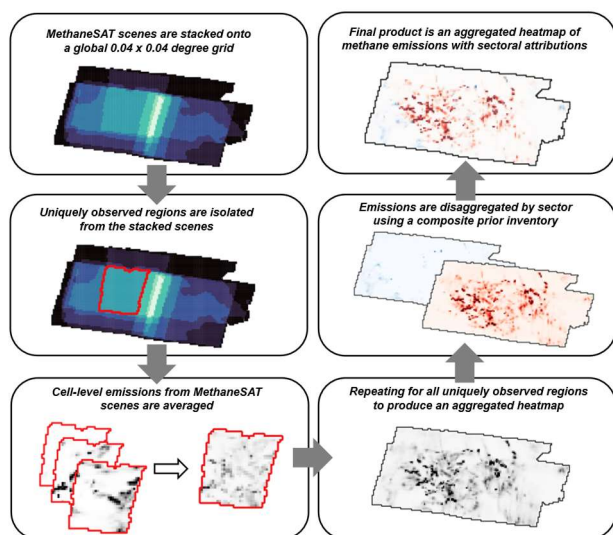 MethaneSAT scenes are stacked onto
a global 0.04 x 0.04 degree grid
Uniquely observed regions are isolated
from the stacked scenes
Cell-level emissions from MethaneSAT
scenes are averaged
Repeating for all uniquely observed regions
to produce an aggregated heatmap
Emissions are disaggregated by sector
using a composite prior inventory
Final product is an aggregated heatmap of
methane emissions with sectoral attributions